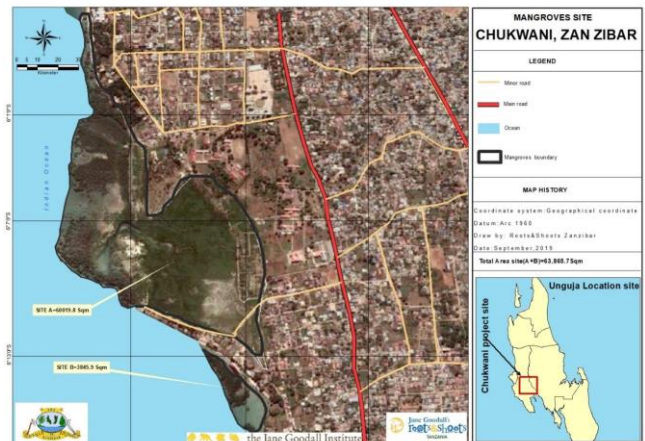 MANGROVES SITE
CHUKWANI, ZAN ZIBAR
LEGEND
Minor road
Main road
Ocean
Mangroves boundary
MAP HISTORY
Coordinate system:Geographical coordinate
Datum:Arc 1960
Draw by: Roots&Shoots Zanzibar
Date:September,2019
Total Area site(A+B)=63,865.7Sqm
Unguja Location site
Chukwani project site
Kilometer
Indian Ocean
SITE A=60019.8 Sqm
SITE B=3845.9 Sqm
the Jane Goodall Institute
Jane Goodall's
roots&shoots
TANZANIA